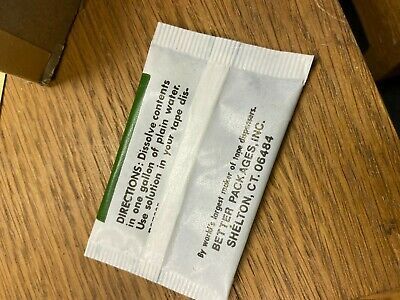 DIRECTIONS: Dissolve contents
in one gallon of plain water.
Use solution in your tape dis-
By world's largest maker of tape dispensers.
BETTER PACKAGES, INC.
SHELTON, CT. 06484